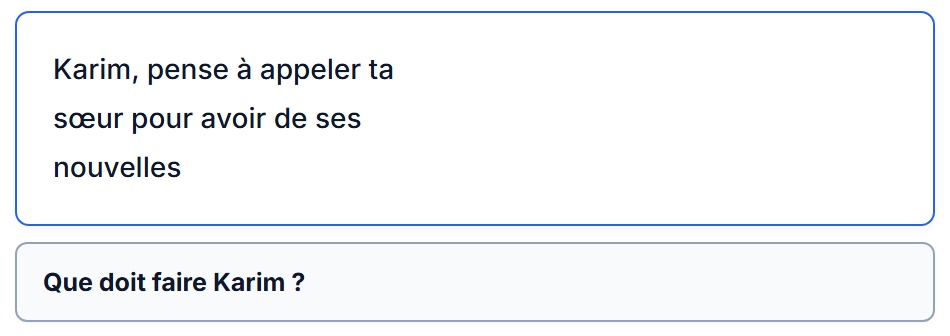 Karim, pense à appeler ta
sœur pour avoir de ses
nouvelles
Que doit faire Karim ?